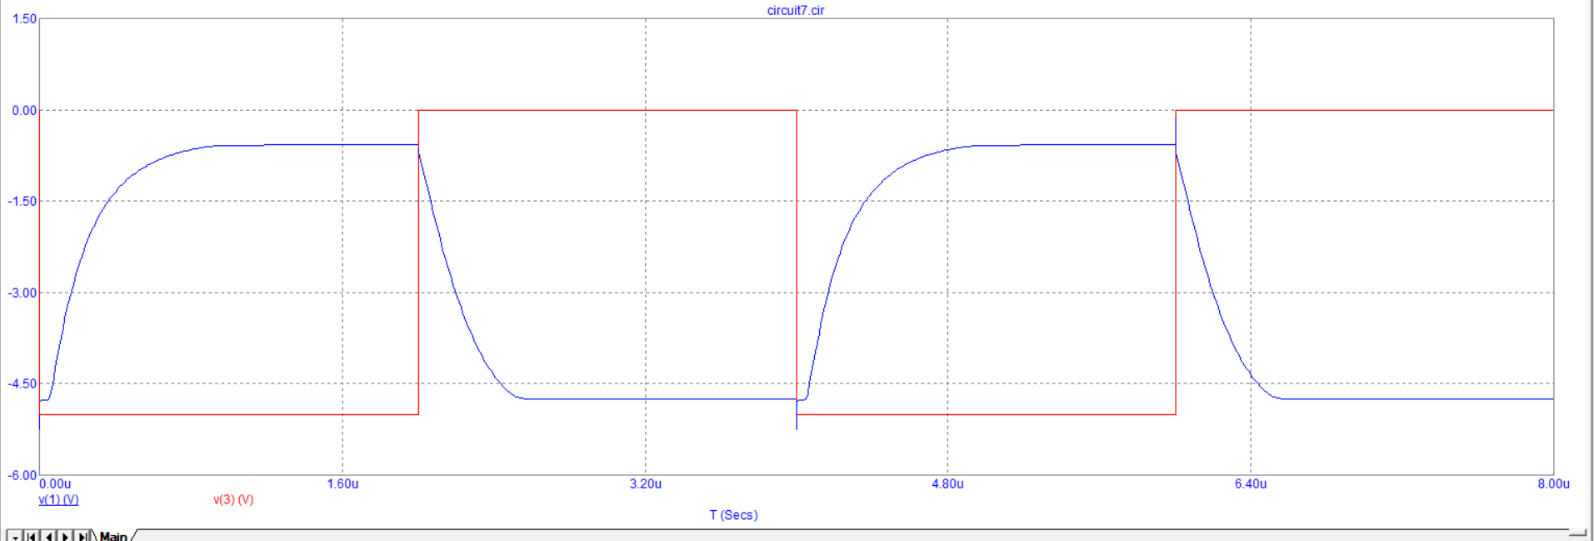 circuit7.cir
1.50
0.00
-1.50
-3.00
-4.50
-6.00
0.00u 1.60u 3.20u 4.80u 6.40u 8.00u
v(1) (V) v(3) (V)
T (Secs)
Main